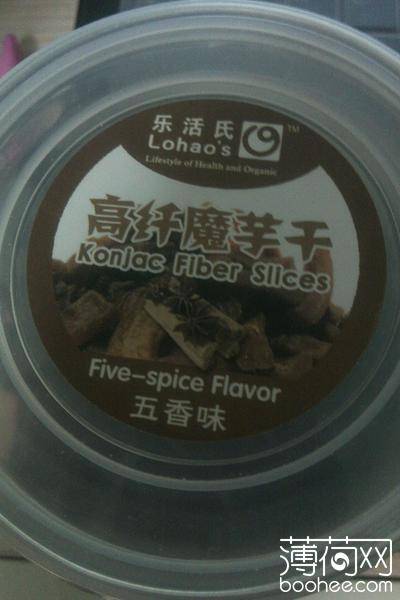 乐活氏
Lohao's
TM
Lifestyle of Health and Organic
高纤魔芋干
Konjac Fiber Slices
Five-spice Flavor
五香味
薄荷网
boohee.com